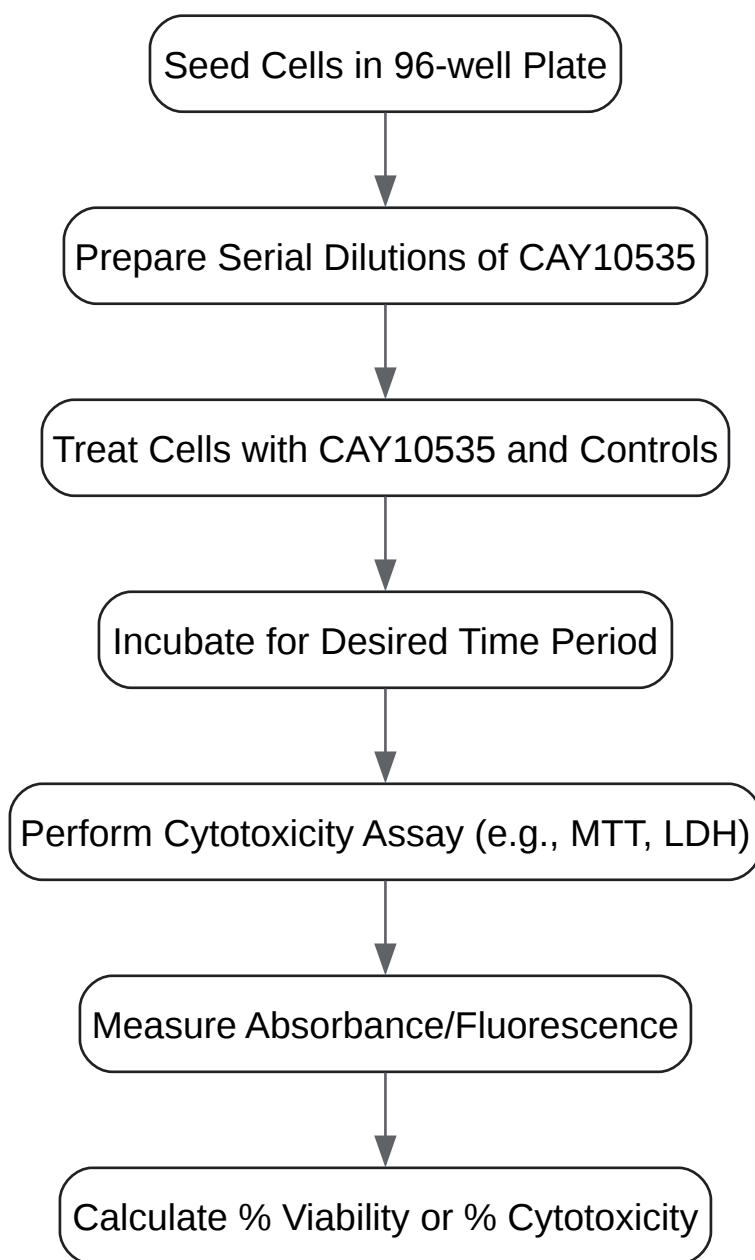 Seed Cells in 96-well Plate
Prepare Serial Dilutions of CAY10535
Treat Cells with CAY10535 and Controls
Incubate for Desired Time Period
Perform Cytotoxicity Assay (e.g., MTT, LDH)
Measure Absorbance/Fluorescence
Calculate % Viability or % Cytotoxicity